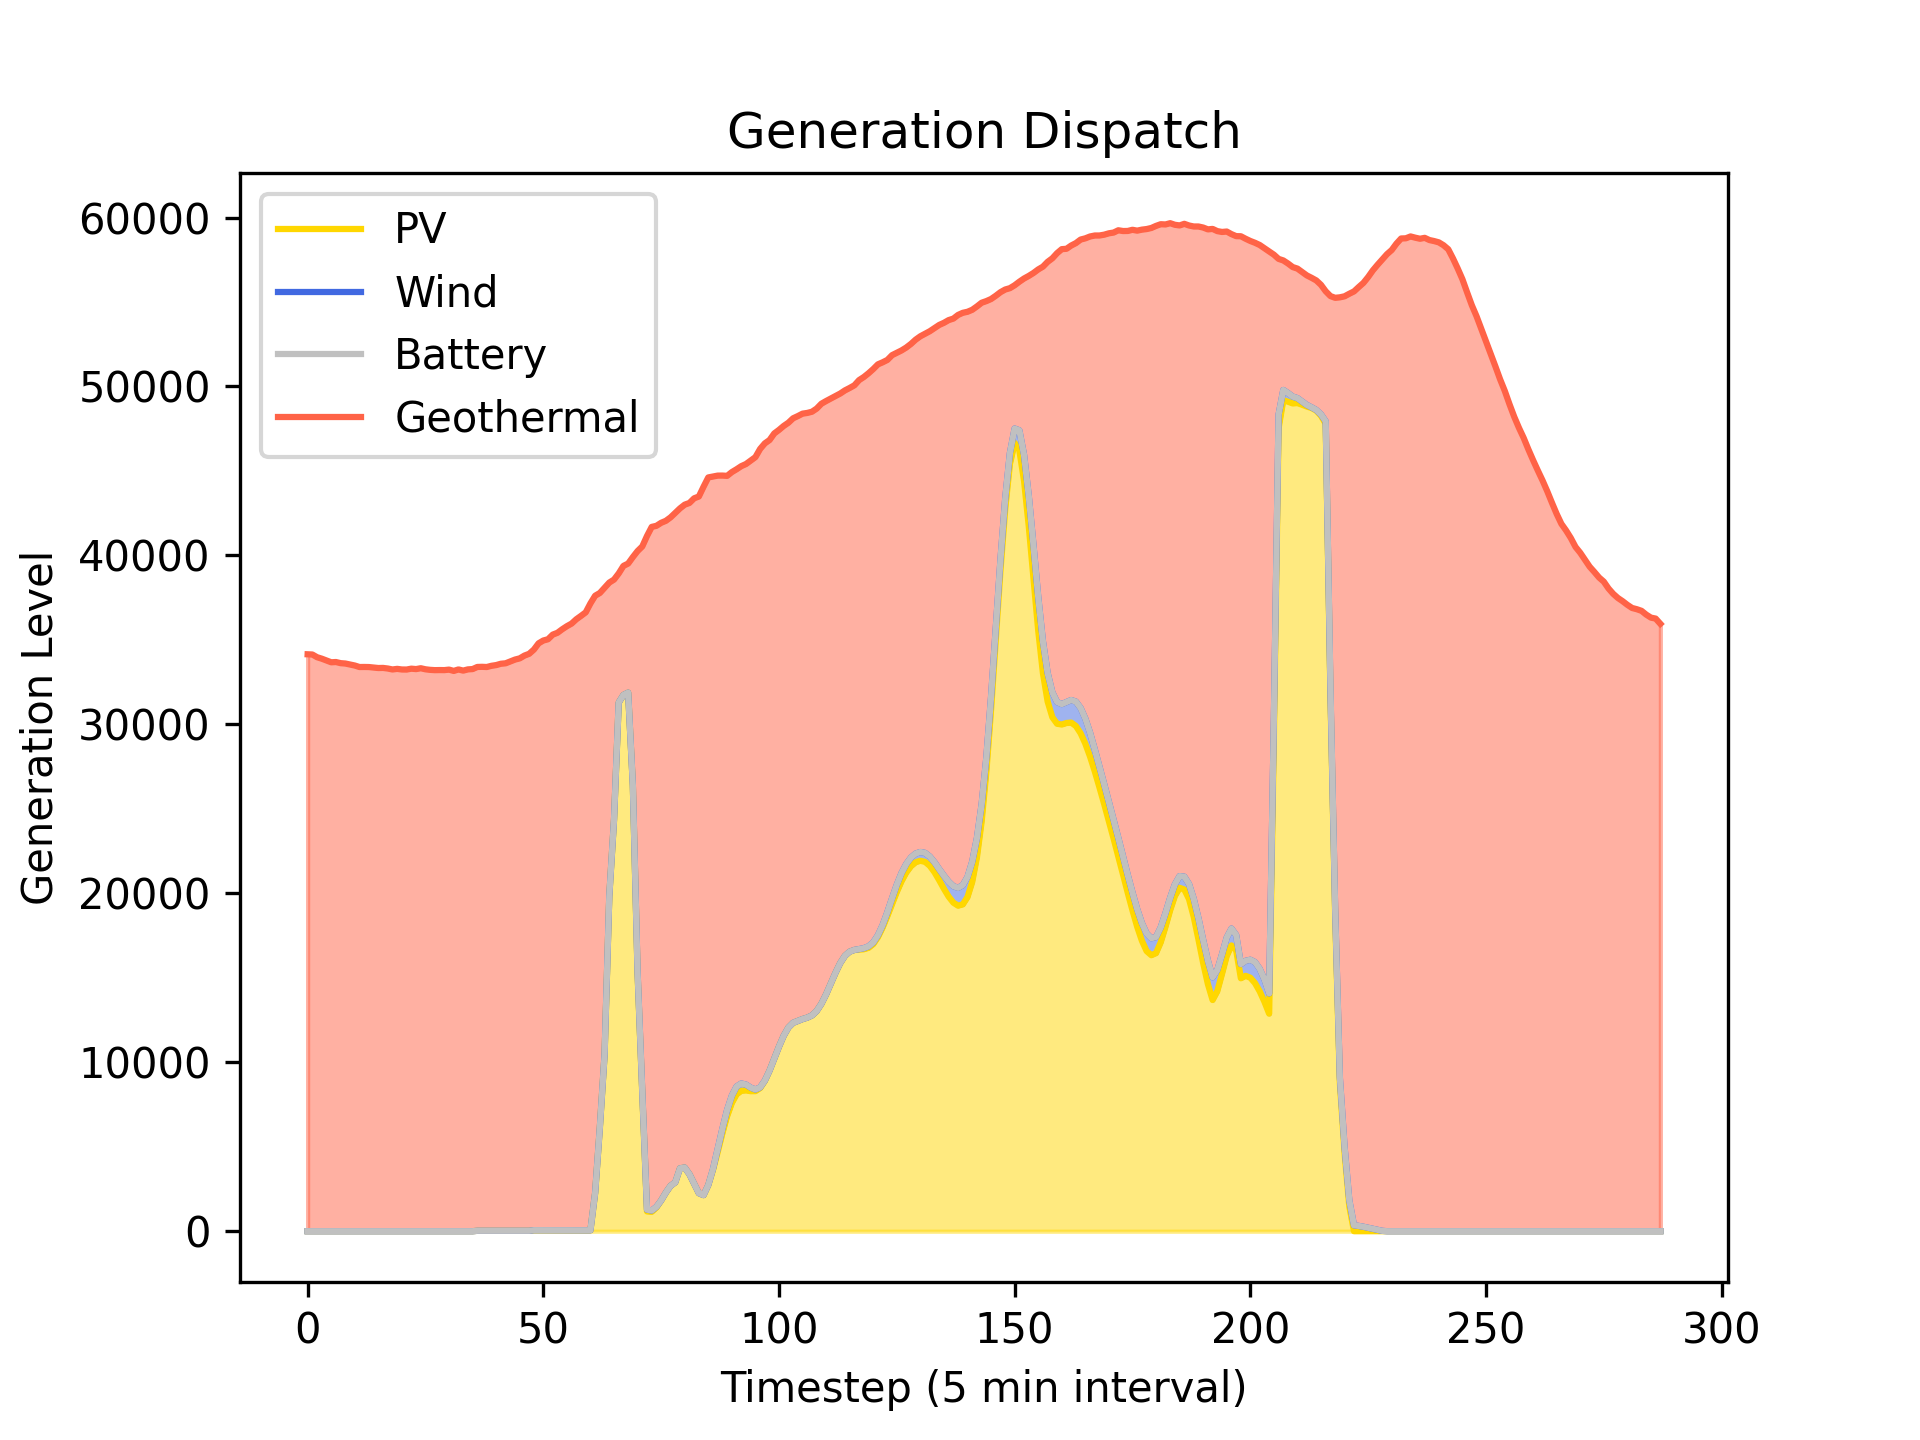 Generation Dispatch
PV
Wind
Battery
Geothermal
Generation Level
60000
50000
40000
30000
20000
10000
0
0 50 100 150 200 250 300
Timestep (5 min interval)